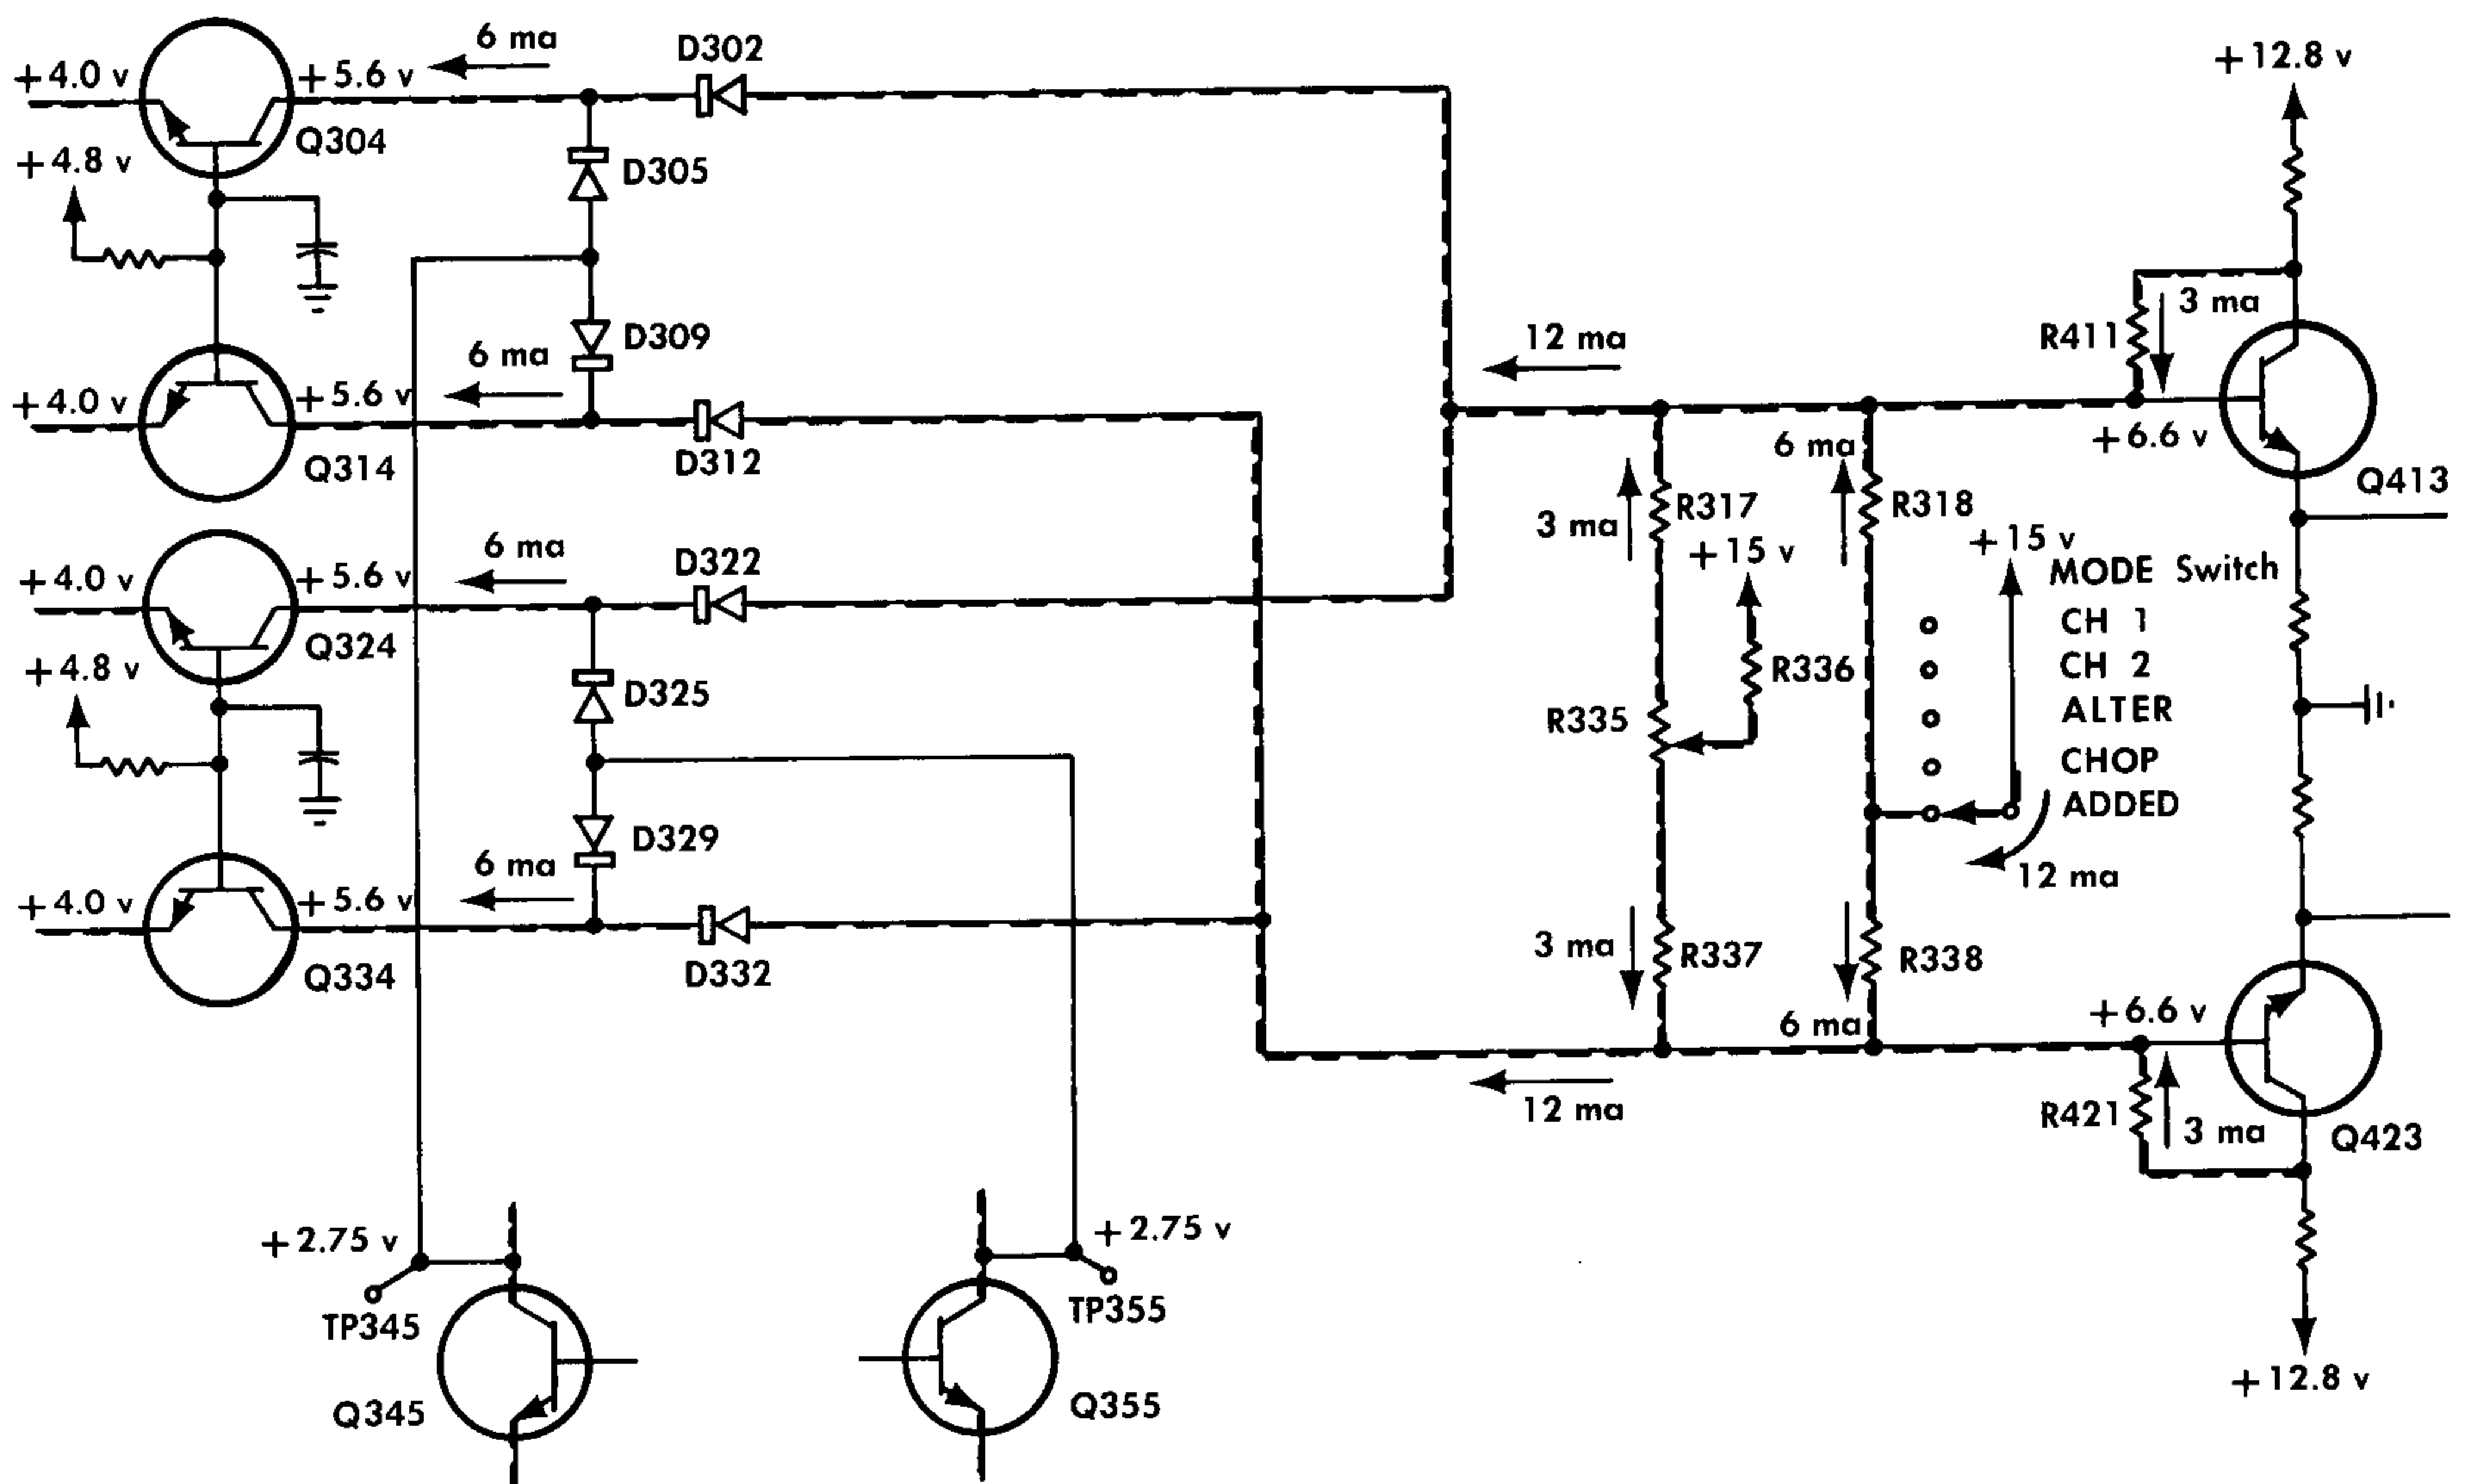 6 ma
D302
+12.8 v
+4.0 v
+5.6 v
Q304
+4.8 v
D305
3 ma
D309
12 ma
R411
6 ma
+4.0 v
+5.6 v
6 ma
+6.6 v
Q314
D312
Q413
R317
R318
3 ma
6 ma
D322
+15 v
+15 v
MODE Switch
+4.0 v
+5.6 v
CH 1
Q324
CH 2
+4.8 v
R336
D325
R335
ALTER
CHOP
ADDED
D329
6 ma
12 ma
+4.0 v
+5.6 v
3 ma
R337
R338
Q334
D332
6 ma
+6.6 v
12 ma
R421
3 ma
Q423
+2.75 v
+2.75 v
TP345
TP355
+12.8 v
Q345
Q355